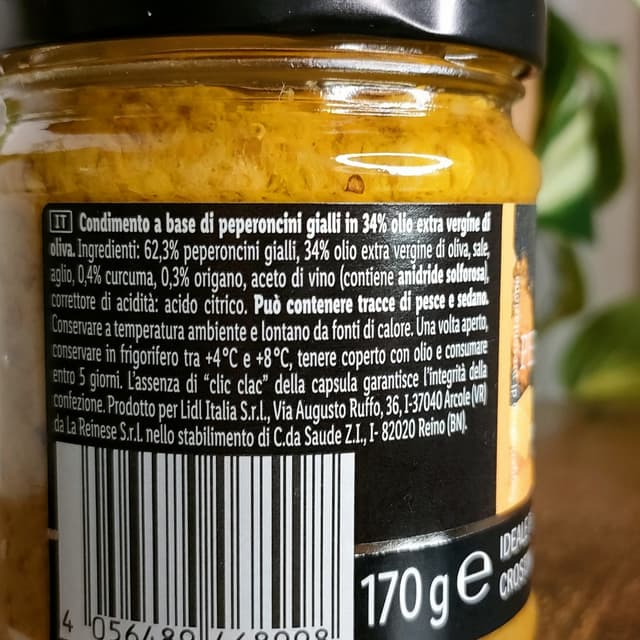 IT Condimento a base di peperoncini gialli in 34% olio extra vergine di
oliva. Ingredienti: 62,3% peperoncini gialli, 34% olio extra vergine di oliva, sale,
aglio, 0,4% curcuma, 0,3% origano, aceto di vino (contiene anidride solforosa),
correttore di acidità: acido citrico. Può contenere tracce di pesce e sedano.
Conservare a temperatura ambiente e lontano da fonti di calore. Una volta aperto,
conservare in frigorifero tra +4°C e +8°C, tenere coperto con olio e consumare
entro 5 giorni. L'assenza di “clic clac” della capsula garantisce l'integrità della
confezione. Prodotto per Lidl Italia S.r.l., Via Augusto Ruffo, 36, I-37040 Arcole (VR)
da La Reinese S.r.l. nello stabilimento di C.da Saude Z.I., I- 82020 Reino (BN).
170 g e
IDEALE